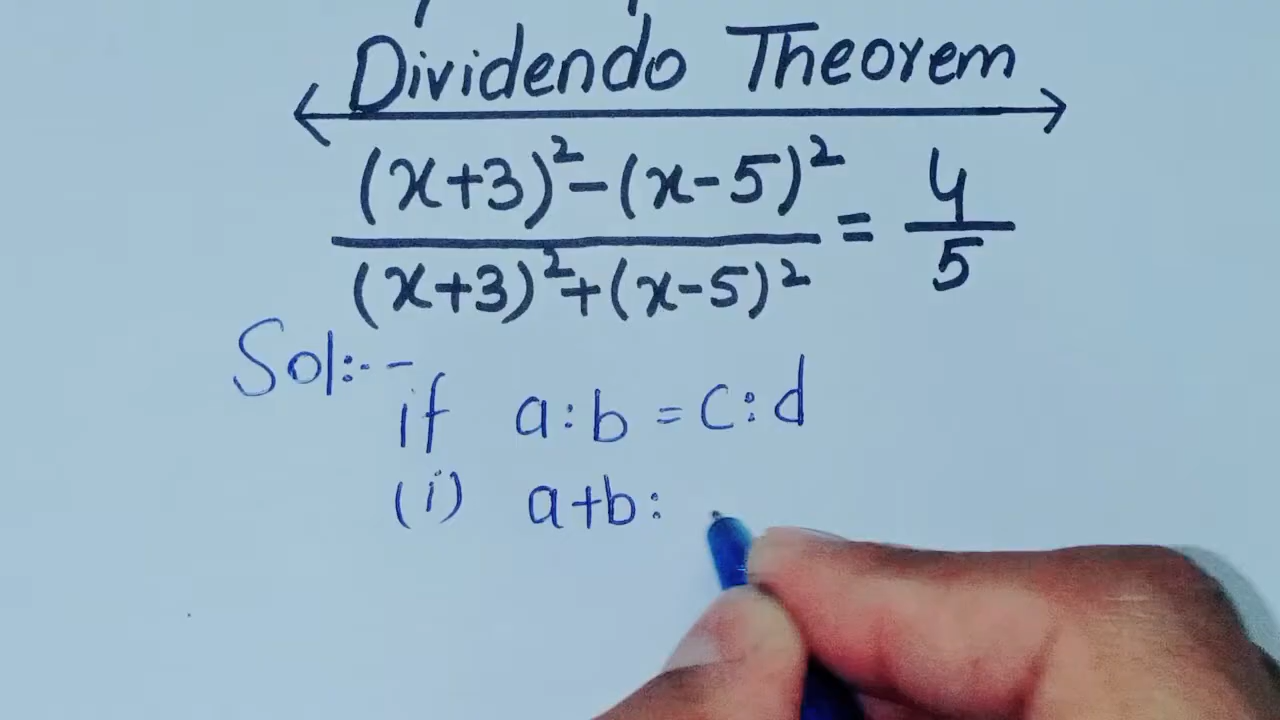 Dividendo Theorem
(x+3)²-(x-5)² / (x+3)²+(x-5)² = 4/5
Sol:--
if a:b = c:d
(i) a+b: